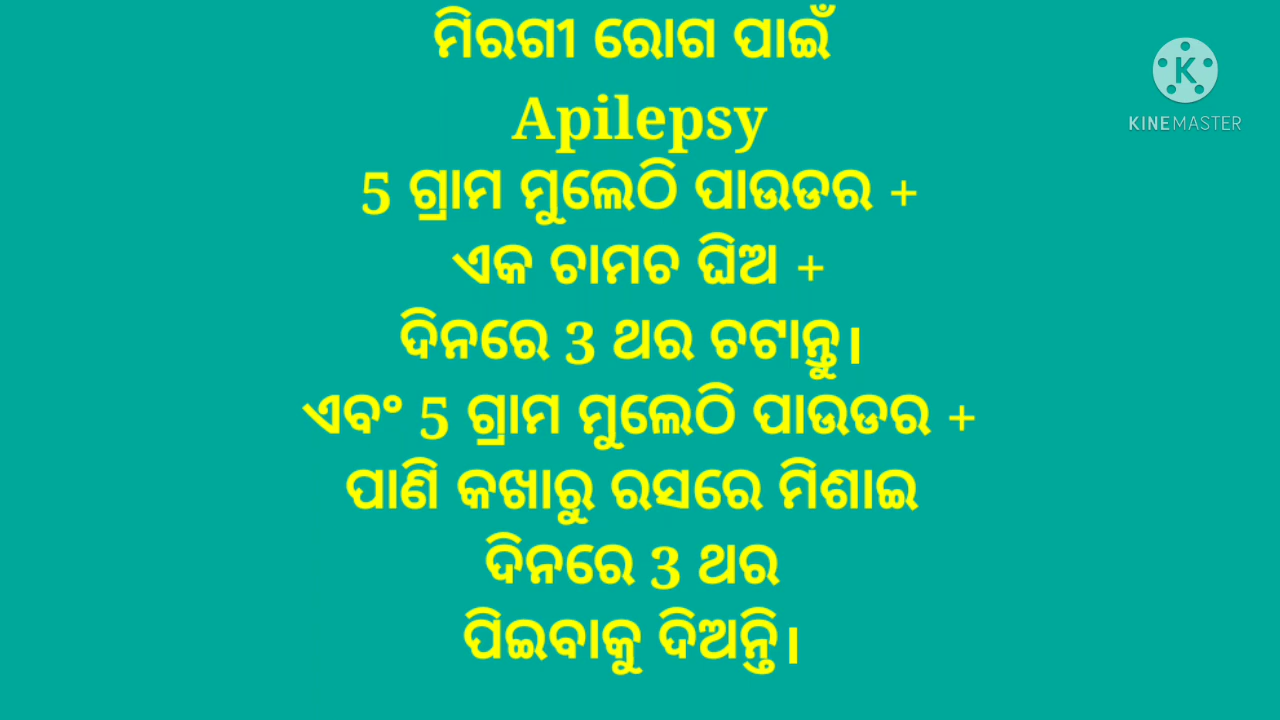 ମିରଗୀ ରୋଗ ପାଇଁ
KINEMASTER
Apilepsy
5 ଗ୍ରାମ ମୁଲେଠି ପାଉଡର +
ଏକ ଚାମଚ ଘିଅ +
ଦିନରେ 3 ଥର ଚଟାନ୍ତୁ।
ଏବଂ 5 ଗ୍ରାମ ମୁଲେଠି ପାଉଡର +
ପାଣି କଖାରୁ ରସରେ ମିଶାଇ
ଦିନରେ 3 ଥର
ପିଇବାକୁ ଦିଅନ୍ତି।